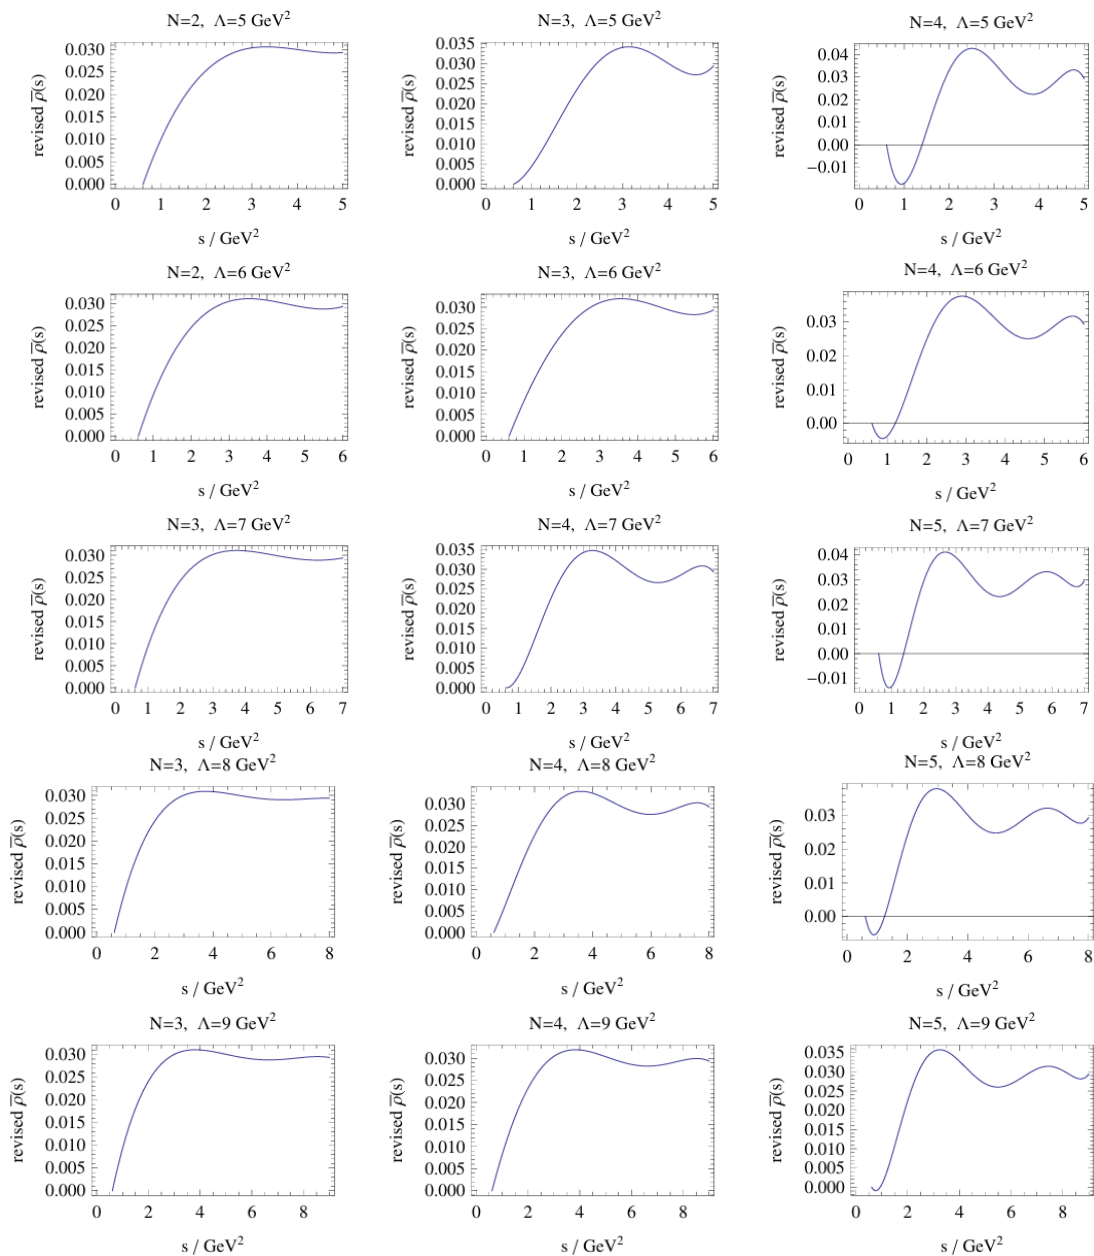 N=2, Λ=5 GeV²
revised ρ̅(s)
0.030
0.025
0.020
0.015
0.010
0.005
0.000
0 1 2 3 4 5
s / GeV²
N=3, Λ=5 GeV²
revised ρ̅(s)
0.035
0.030
0.025
0.020
0.015
0.010
0.005
0.000
0 1 2 3 4 5
s / GeV²
N=4, Λ=5 GeV²
revised ρ̅(s)
0.04
0.03
0.02
0.01
0.00
−0.01
0 1 2 3 4 5
s / GeV²
N=2, Λ=6 GeV²
revised ρ̅(s)
0.030
0.025
0.020
0.015
0.010
0.005
0.000
0 1 2 3 4 5 6
s / GeV²
N=3, Λ=6 GeV²
revised ρ̅(s)
0.030
0.025
0.020
0.015
0.010
0.005
0.000
0 1 2 3 4 5 6
s / GeV²
N=4, Λ=6 GeV²
revised ρ̅(s)
0.03
0.02
0.01
0.00
0 1 2 3 4 5 6
s / GeV²
N=3, Λ=7 GeV²
revised ρ̅(s)
0.030
0.025
0.020
0.015
0.010
0.005
0.000
0 1 2 3 4 5 6 7
s / GeV²
N=4, Λ=7 GeV²
revised ρ̅(s)
0.035
0.030
0.025
0.020
0.015
0.010
0.005
0.000
0 1 2 3 4 5 6 7
s / GeV²
N=5, Λ=7 GeV²
revised ρ̅(s)
0.04
0.03
0.02
0.01
0.00
−0.01
0 1 2 3 4 5 6 7
s / GeV²
N=3, Λ=8 GeV²
revised ρ̅(s)
0.030
0.025
0.020
0.015
0.010
0.005
0.000
0 2 4 6 8
s / GeV²
N=4, Λ=8 GeV²
revised ρ̅(s)
0.030
0.025
0.020
0.015
0.010
0.005
0.000
0 2 4 6 8
s / GeV²
N=5, Λ=8 GeV²
revised ρ̅(s)
0.03
0.02
0.01
0.00
0 2 4 6 8
s / GeV²
N=3, Λ=9 GeV²
revised ρ̅(s)
0.030
0.025
0.020
0.015
0.010
0.005
0.000
0 2 4 6 8
s / GeV²
N=4, Λ=9 GeV²
revised ρ̅(s)
0.030
0.025
0.020
0.015
0.010
0.005
0.000
0 2 4 6 8
s / GeV²
N=5, Λ=9 GeV²
revised ρ̅(s)
0.035
0.030
0.025
0.020
0.015
0.010
0.005
0.000
0 2 4 6 8
s / GeV²